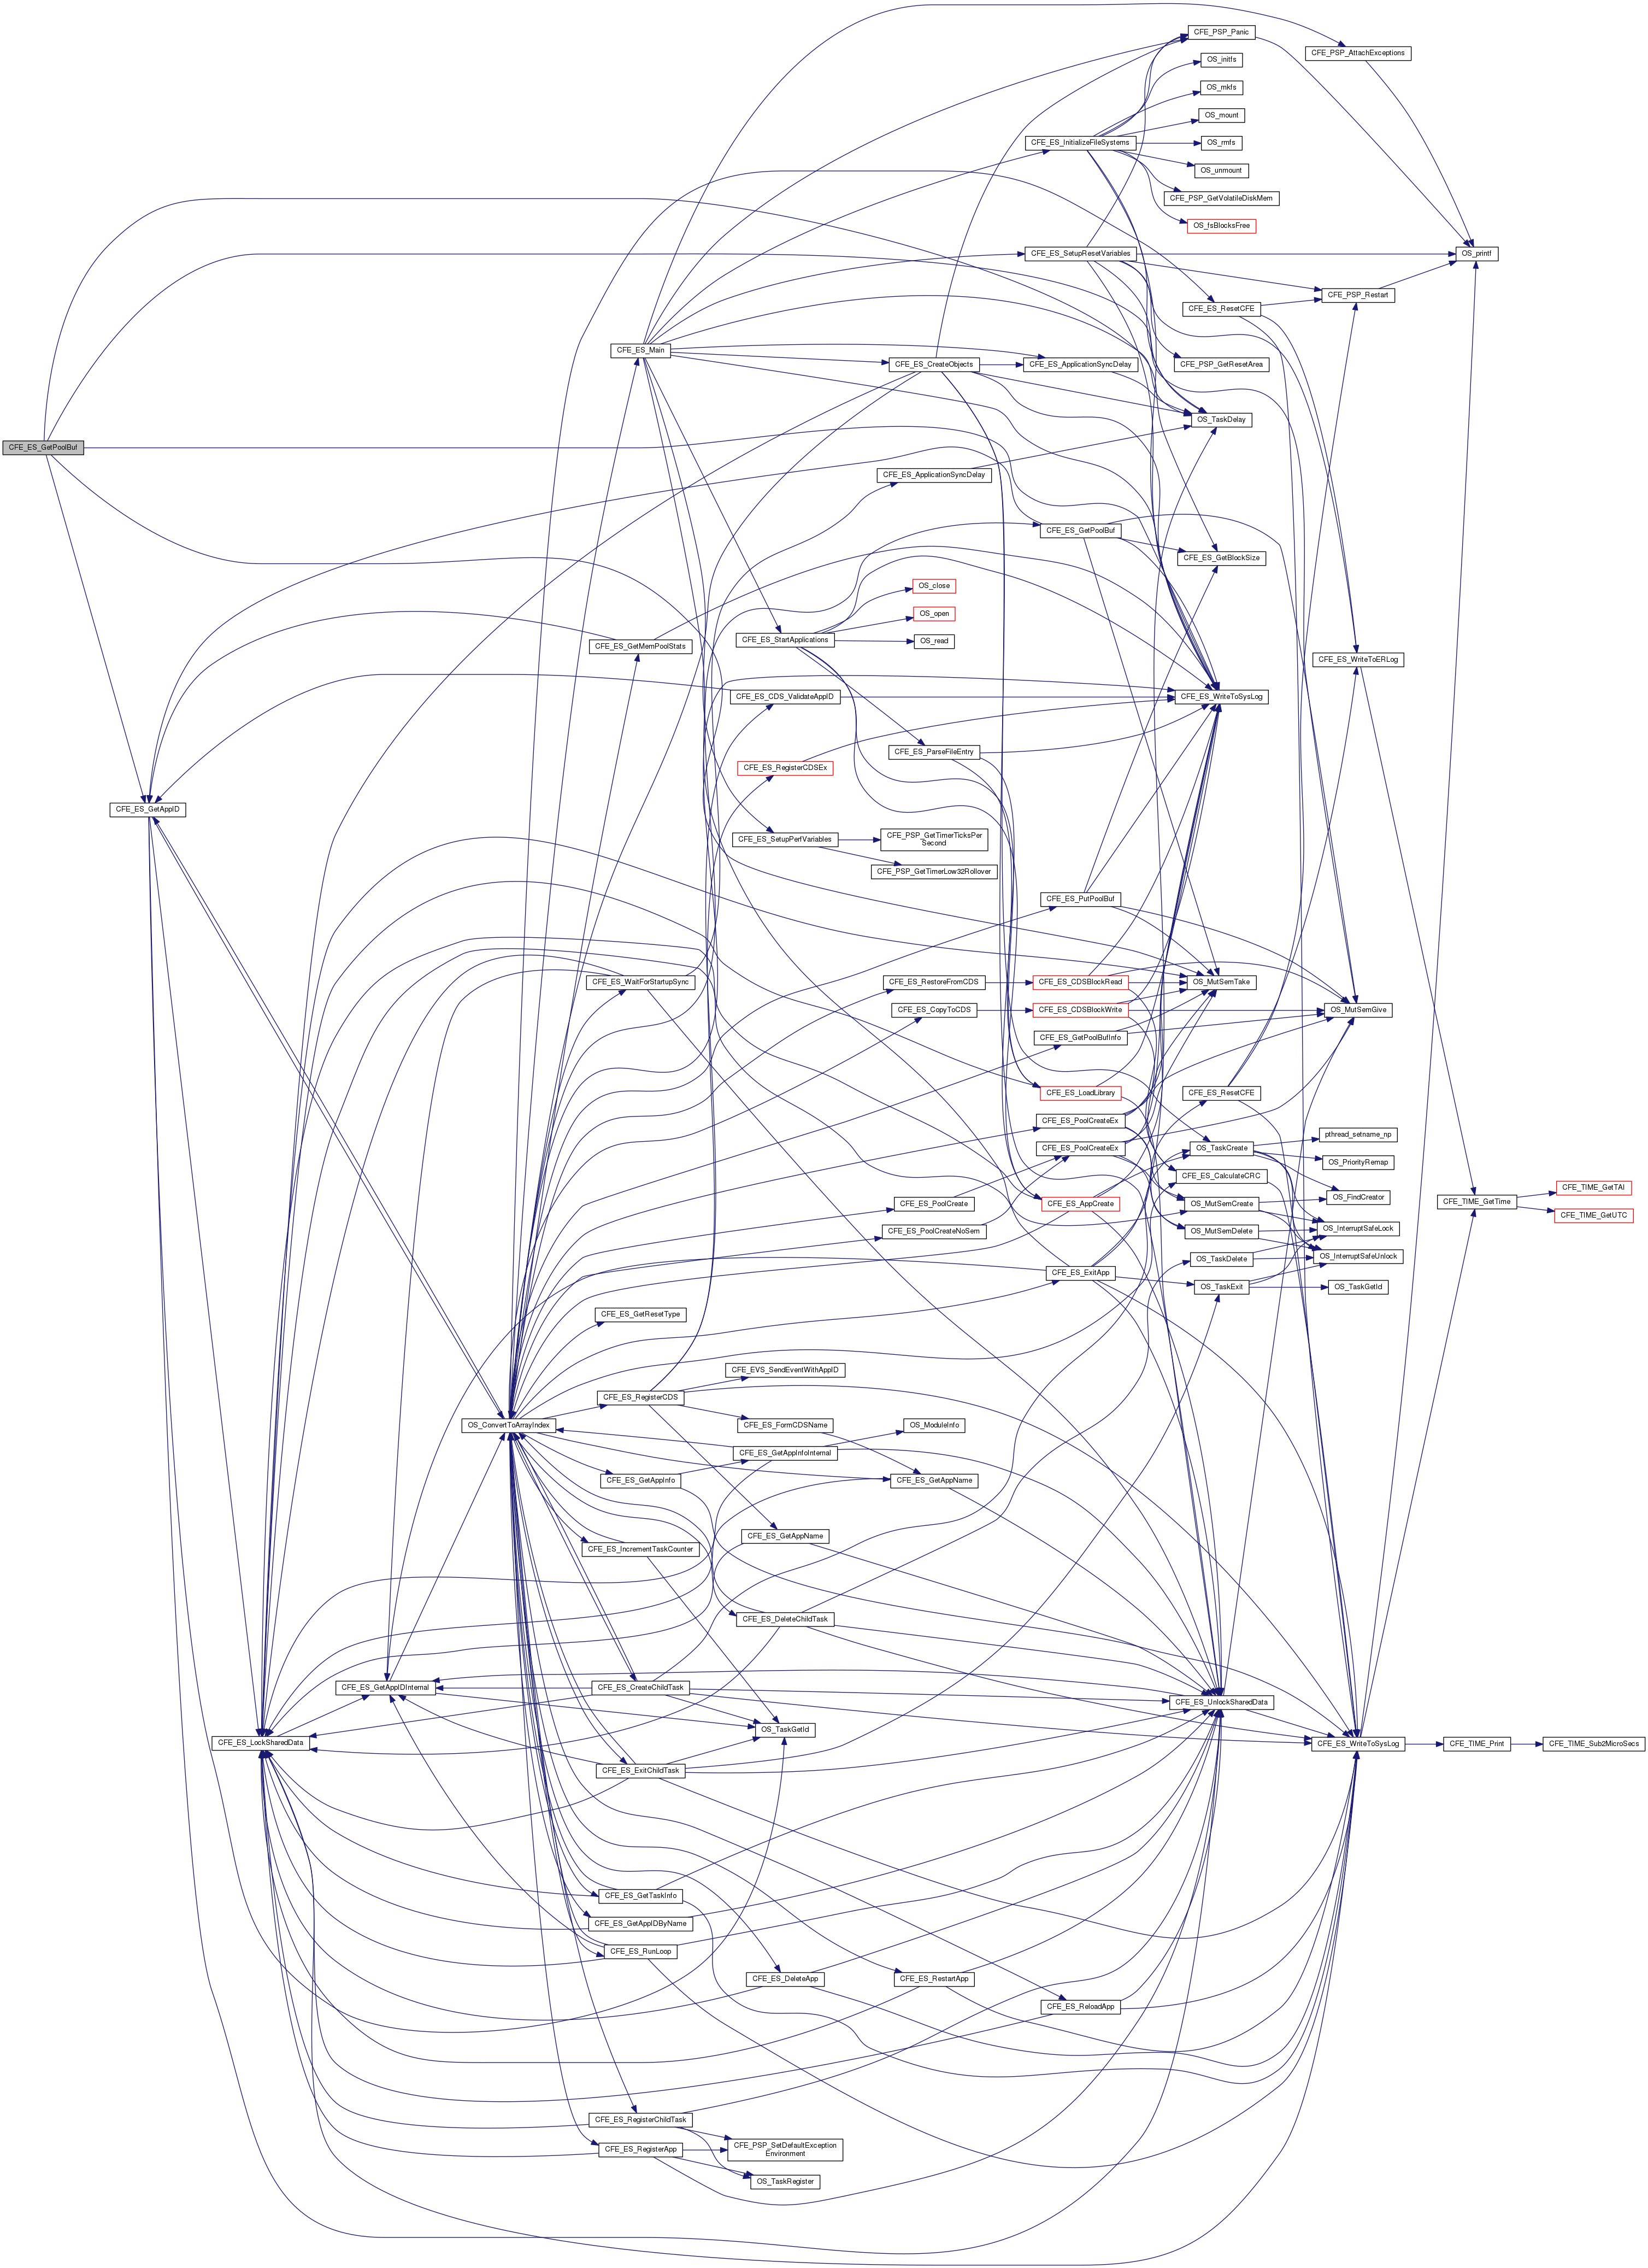 CFE_PSP_Panic
CFE_PSP_AttachExceptions
OS_initfs
OS_mkfs
OS_mount
CFE_ES_InitializeFileSystems
OS_rmfs
OS_unmount
CFE_PSP_GetVolatileDiskMem
OS_fsBlocksFree
CFE_ES_SetupResetVariables
OS_printf
CFE_PSP_Restart
CFE_ES_ResetCFE
CFE_ES_Main
CFE_ES_CreateObjects
CFE_ES_ApplicationSyncDelay
CFE_PSP_GetResetArea
OS_TaskDelay
CFE_ES_GetPoolBuf
CFE_ES_ApplicationSyncDelay
CFE_ES_GetPoolBuf
CFE_ES_GetBlockSize
OS_close
OS_open
CFE_ES_StartApplications
OS_read
CFE_ES_GetMemPoolStats
CFE_ES_WriteToERLog
CFE_ES_CDS_ValidateAppID
CFE_ES_WriteToSysLog
CFE_ES_ParseFileEntry
CFE_ES_RegisterCDSEx
CFE_ES_GetAppID
CFE_ES_SetupPerfVariables
CFE_PSP_GetTimerTicksPer
Second
CFE_PSP_GetTimerLow32Rollover
CFE_ES_PutPoolBuf
CFE_ES_WaitForStartupSync
CFE_ES_RestoreFromCDS
CFE_ES_CDSBlockRead
OS_MutSemTake
CFE_ES_CopyToCDS
CFE_ES_CDSBlockWrite
OS_MutSemGive
CFE_ES_GetPoolBufInfo
CFE_ES_LoadLibrary
CFE_ES_ResetCFE
CFE_ES_PoolCreateEx
pthread_setname_np
CFE_ES_PoolCreateEx
OS_TaskCreate
OS_PriorityRemap
CFE_ES_CalculateCRC
CFE_TIME_GetTAI
OS_FindCreator
CFE_TIME_GetTime
CFE_ES_PoolCreate
CFE_ES_AppCreate
OS_MutSemCreate
CFE_TIME_GetUTC
CFE_ES_PoolCreateNoSem
OS_MutSemDelete
OS_InterruptSafeLock
OS_InterruptSafeUnlock
OS_TaskDelete
CFE_ES_ExitApp
OS_TaskExit
OS_TaskGetId
CFE_ES_GetResetType
CFE_EVS_SendEventWithAppID
CFE_ES_RegisterCDS
OS_ConvertToArrayIndex
CFE_ES_FormCDSName
OS_ModuleInfo
CFE_ES_GetAppInfoInternal
CFE_ES_GetAppInfo
CFE_ES_GetAppName
CFE_ES_GetAppName
CFE_ES_IncrementTaskCounter
CFE_ES_DeleteChildTask
CFE_ES_GetAppIDInternal
CFE_ES_CreateChildTask
CFE_ES_UnlockSharedData
OS_TaskGetId
CFE_ES_LockSharedData
CFE_ES_WriteToSysLog
CFE_TIME_Print
CFE_TIME_Sub2MicroSecs
CFE_ES_ExitChildTask
CFE_ES_GetTaskInfo
CFE_ES_GetAppIDByName
CFE_ES_RunLoop
CFE_ES_DeleteApp
CFE_ES_RestartApp
CFE_ES_ReloadApp
CFE_ES_RegisterChildTask
CFE_PSP_SetDefaultException
Environment
CFE_ES_RegisterApp
OS_TaskRegister